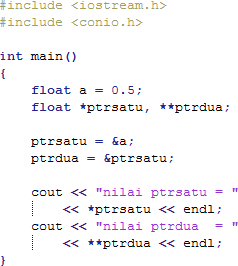 #include <iostream.h>
#include <conio.h>
int main()
{
float a = 0.5;
float *ptrsatu, **ptrdua;
ptrsatu = &a;
ptrdua = &ptrsatu;
cout << "nilai ptrsatu = "
<< *ptrsatu << endl;
cout << "nilai ptrdua  = "
<< **ptrdua << endl;
}